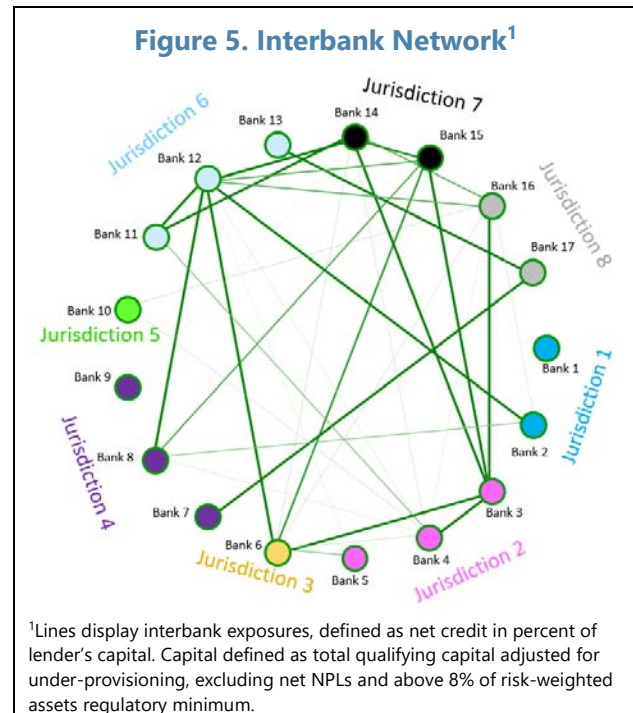 Figure 5. Interbank Network¹
Jurisdiction 7
Jurisdiction 6
Bank 13
Bank 14
Bank 15
Bank 12
Bank 16
Jurisdiction 8
Bank 11
Bank 17
Bank 10
Jurisdiction 5
Bank 1
Jurisdiction 1
Bank 9
Bank 2
Jurisdiction 4
Bank 8
Bank 3
Bank 7
Bank 6
Bank 4
Jurisdiction 2
Jurisdiction 3
Bank 5
¹Lines display interbank exposures, defined as net credit in percent of
lender's capital. Capital defined as total qualifying capital adjusted for
under-provisioning, excluding net NPLs and above 8% of risk-weighted
assets regulatory minimum.